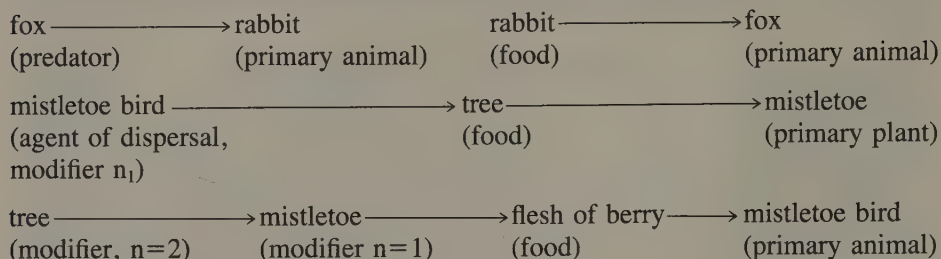 fox → rabbit rabbit → fox
(predator) (primary animal) (food) (primary animal)
mistletoe bird → tree → mistletoe
(agent of dispersal, (food) (primary plant)
modifier n₁)
tree → mistletoe → flesh of berry → mistletoe bird
(modifier, n=2) (modifier n=1) (food) (primary animal)